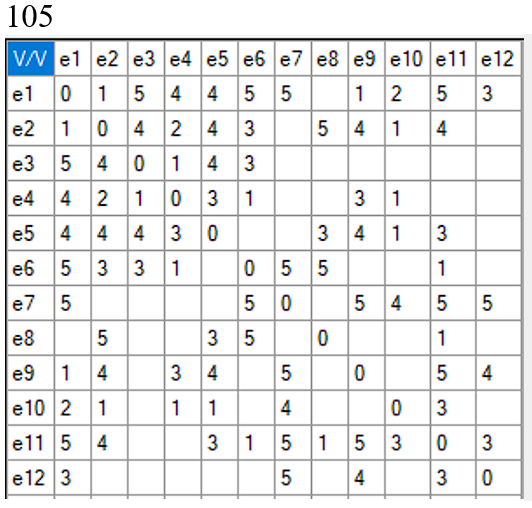 105
V/V e1 e2 e3 e4 e5 e6 e7 e8 e9 e10 e11 e12
e1 0 1 5 4 4 5 5 1 2 5 3
e2 1 0 4 2 4 3 5 4 1 4
e3 5 4 0 1 4 3
e4 4 2 1 0 3 1 3 1
e5 4 4 4 3 0 3 4 1 3
e6 5 3 3 1 0 5 5 1
e7 5 5 0 5 4 5 5
e8 5 3 5 0 1
e9 1 4 3 4 5 0 5 4
e10 2 1 1 1 4 0 3
e11 5 4 3 1 5 1 5 3 0 3
e12 3 5 4 3 0